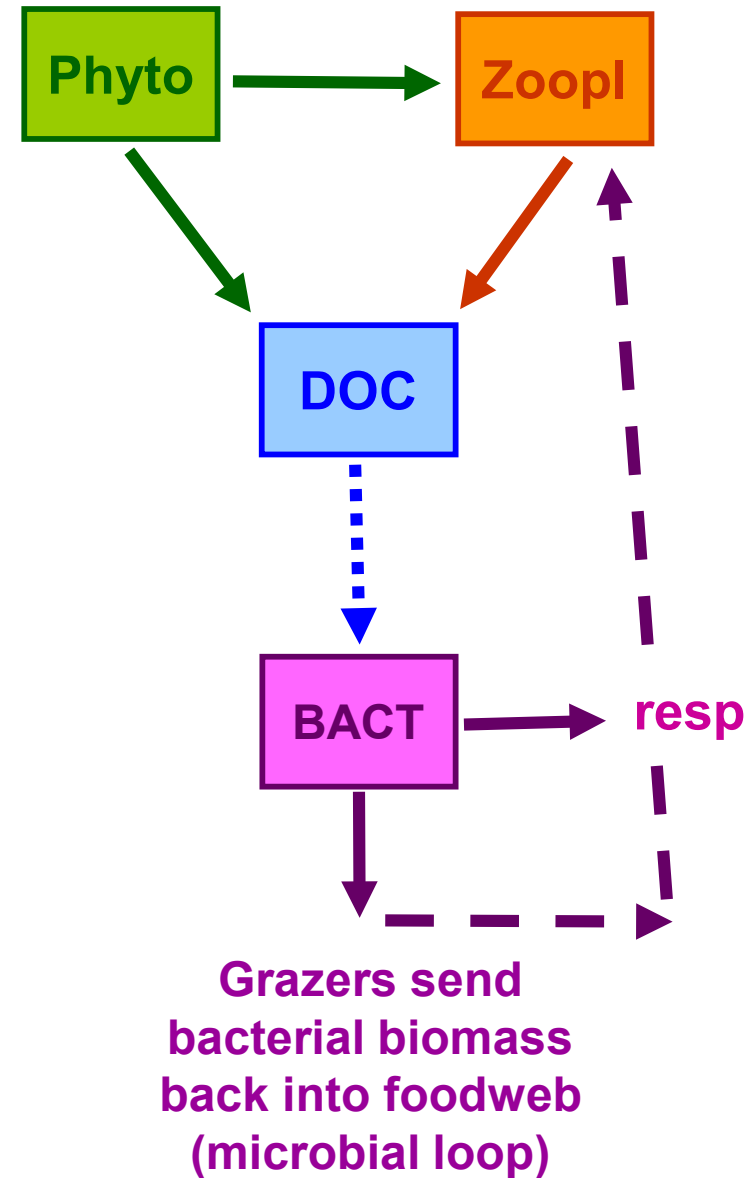 Phyto
Zoopl
DOC
BACT
resp
Grazers send
bacterial biomass
back into foodweb
(microbial loop)